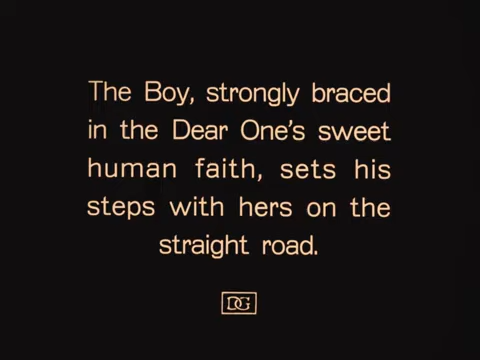 The Boy, strongly braced
in the Dear One's sweet
human faith, sets his
steps with hers on the
straight road.
DG